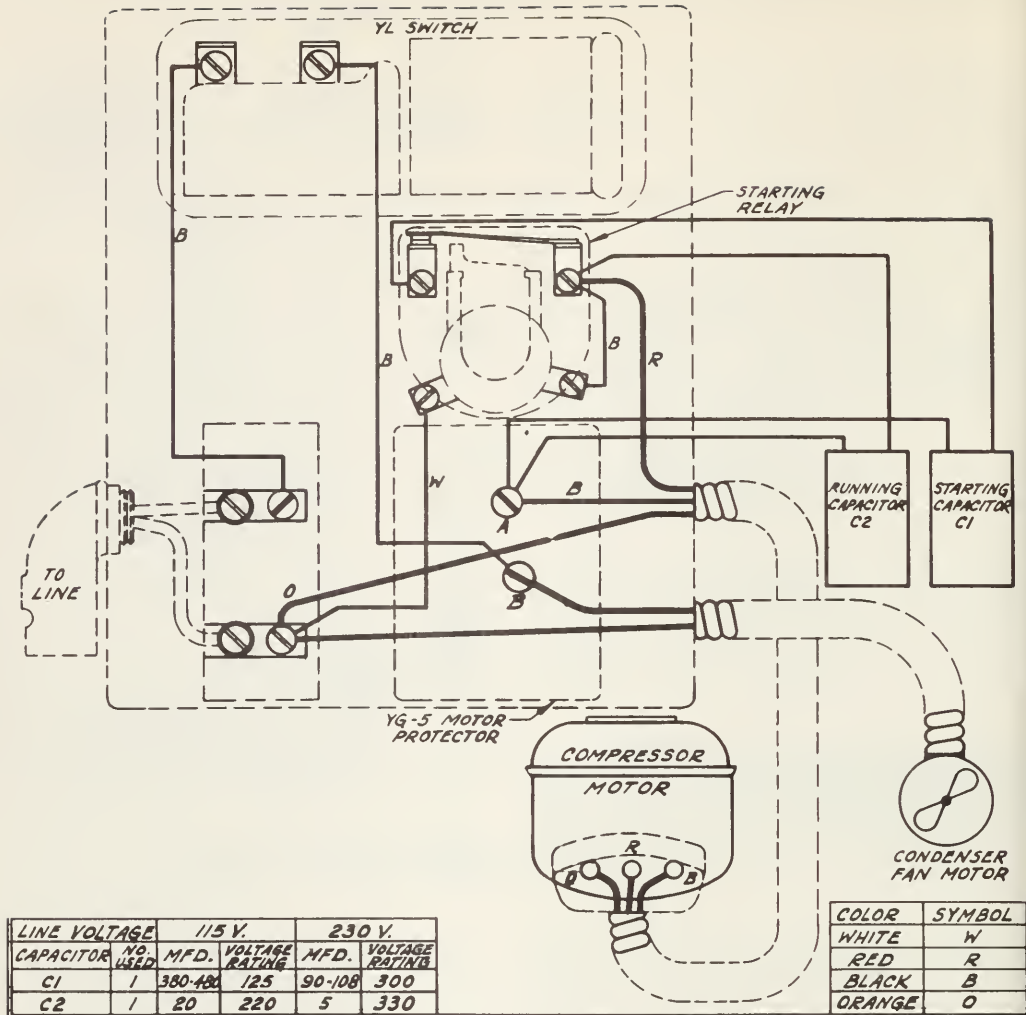 YL SWITCH
STARTING
RELAY
B
B
B
R
W
B
A
B
O
RUNNING
CAPACITOR
C2
STARTING
CAPACITOR
C1
TO
LINE
YG-5 MOTOR
PROTECTOR
COMPRESSOR
MOTOR
R
O
B
CONDENSER
FAN MOTOR
LINE VOLTAGE 115 V. 230 V.
CAPACITOR NO. USED MFD. VOLTAGE RATING MFD. VOLTAGE RATING
C1 1 380-480 125 90-108 300
C2 1 20 220 5 330
COLOR SYMBOL
WHITE W
RED R
BLACK B
ORANGE O